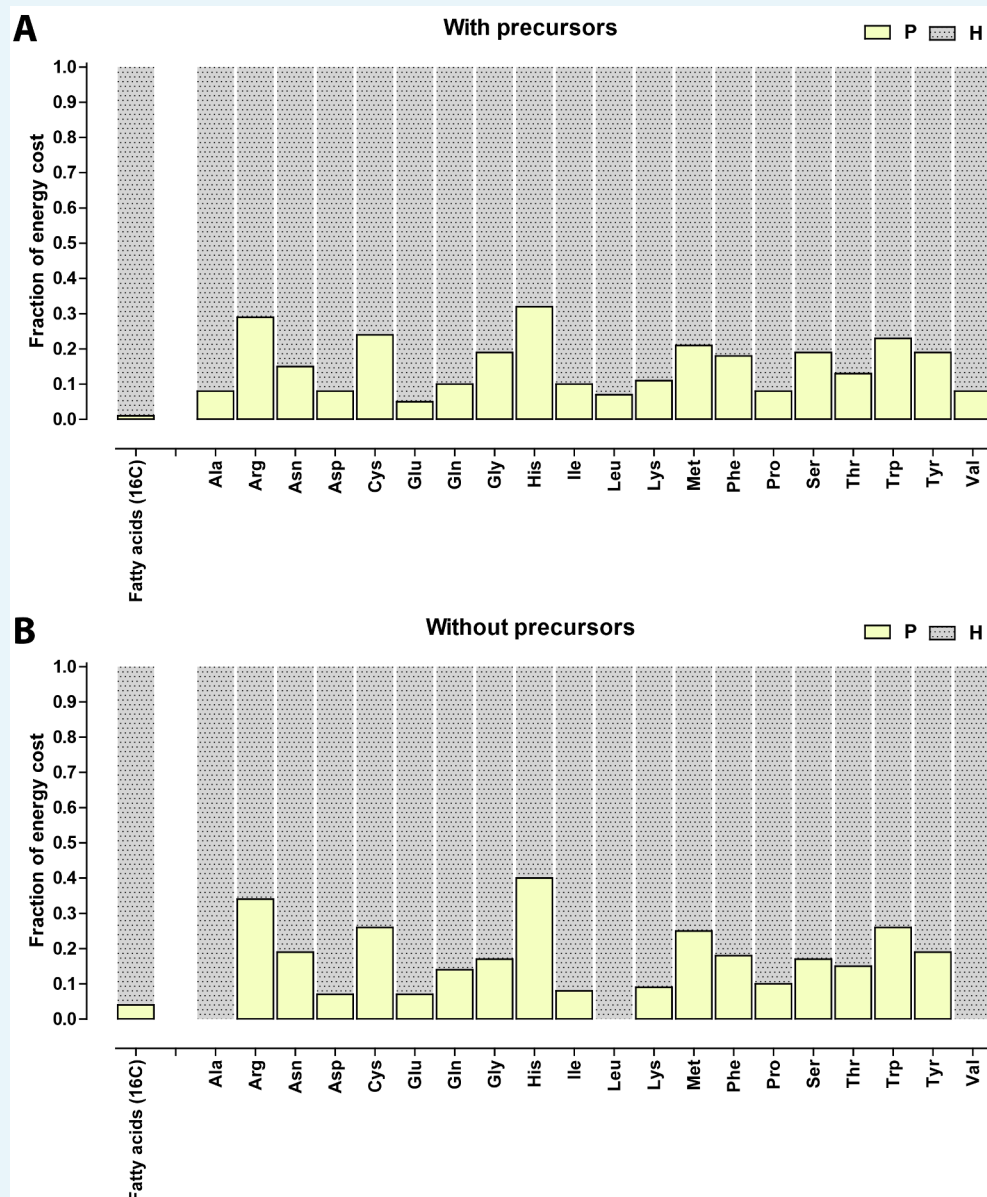 A
With precursors
P H
Fraction of energy cost
1.0
0.9
0.8
0.7
0.6
0.5
0.4
0.3
0.2
0.1
0.0
Fatty acids (16C)
Ala
Arg
Asn
Asp
Cys
Glu
Gln
Gly
His
Ile
Leu
Lys
Met
Phe
Pro
Ser
Thr
Trp
Tyr
Val
B
Without precursors
P H
Fraction of energy cost
1.0
0.9
0.8
0.7
0.6
0.5
0.4
0.3
0.2
0.1
0.0
Fatty acids (16C)
Ala
Arg
Asn
Asp
Cys
Glu
Gln
Gly
His
Ile
Leu
Lys
Met
Phe
Pro
Ser
Thr
Trp
Tyr
Val